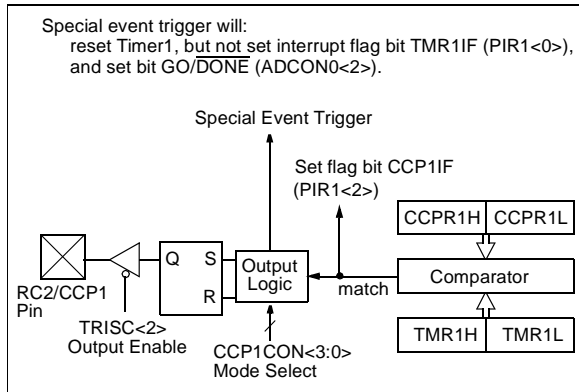 Special event trigger will:
reset Timer1, but not set interrupt flag bit TMR1IF (PIR1<0>),
and set bit GO/DONE (ADCON0<2>).
Special Event Trigger
Set flag bit CCP1IF
(PIR1<2>)
CCPR1H CCPR1L
Q S Output
Logic
R
match
Comparator
RC2/CCP1
Pin
TRISC<2>
Output Enable
CCP1CON<3:0>
Mode Select
TMR1H TMR1L